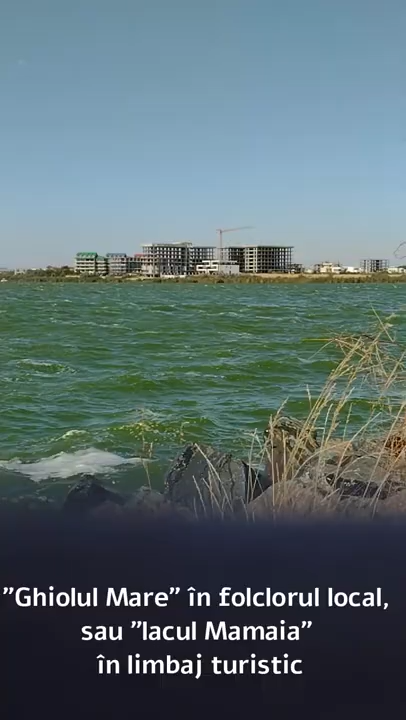 ”Ghiolul Mare” în folclorul local,
sau ”lacul Mamaia”
în limbaj turistic